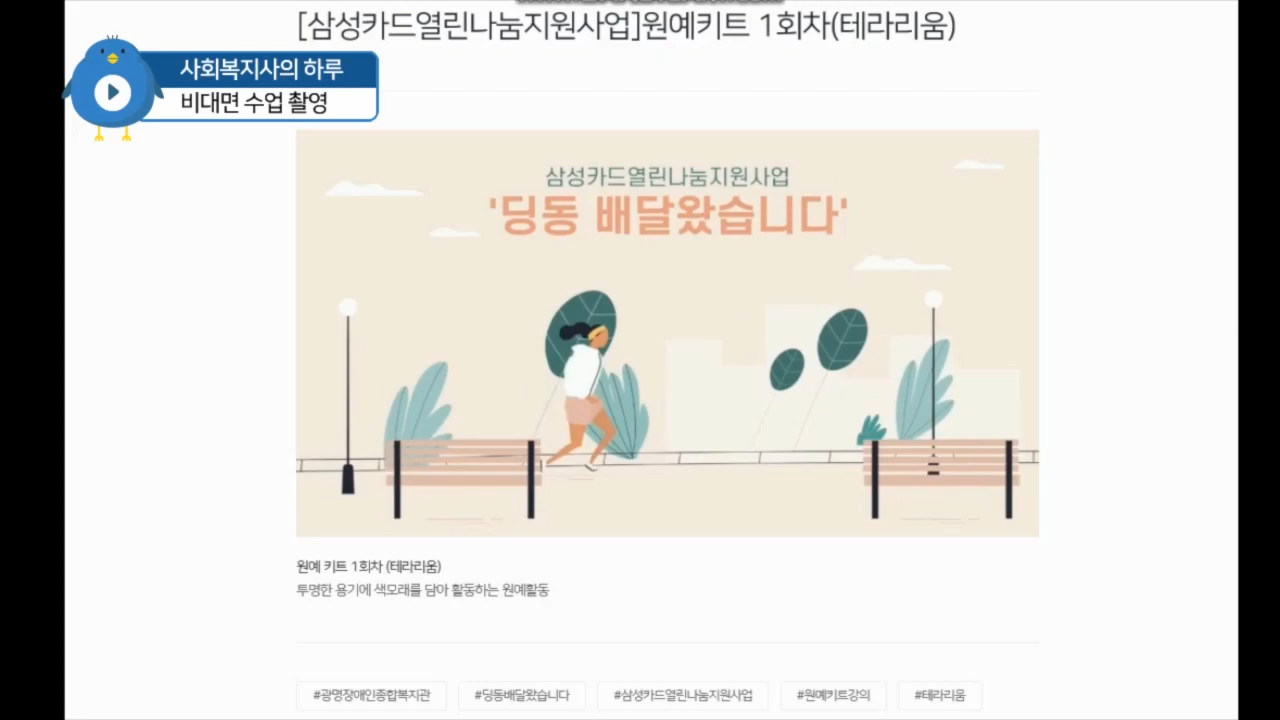 [삼성카드열린나눔지원사업]원예키트 1회차(테라리움)
사회복지사의 하루
비대면 수업 촬영
삼성카드열린나눔지원사업
'딩동 배달왔습니다'
원예 키트 1회차 (테라리움)
투명한 용기에 색모래를 담아 활동하는 원예활동
#광명장애인종합복지관 #딩동배달왔습니다 #삼성카드열린나눔지원사업 #원예키트강의 #테라리움